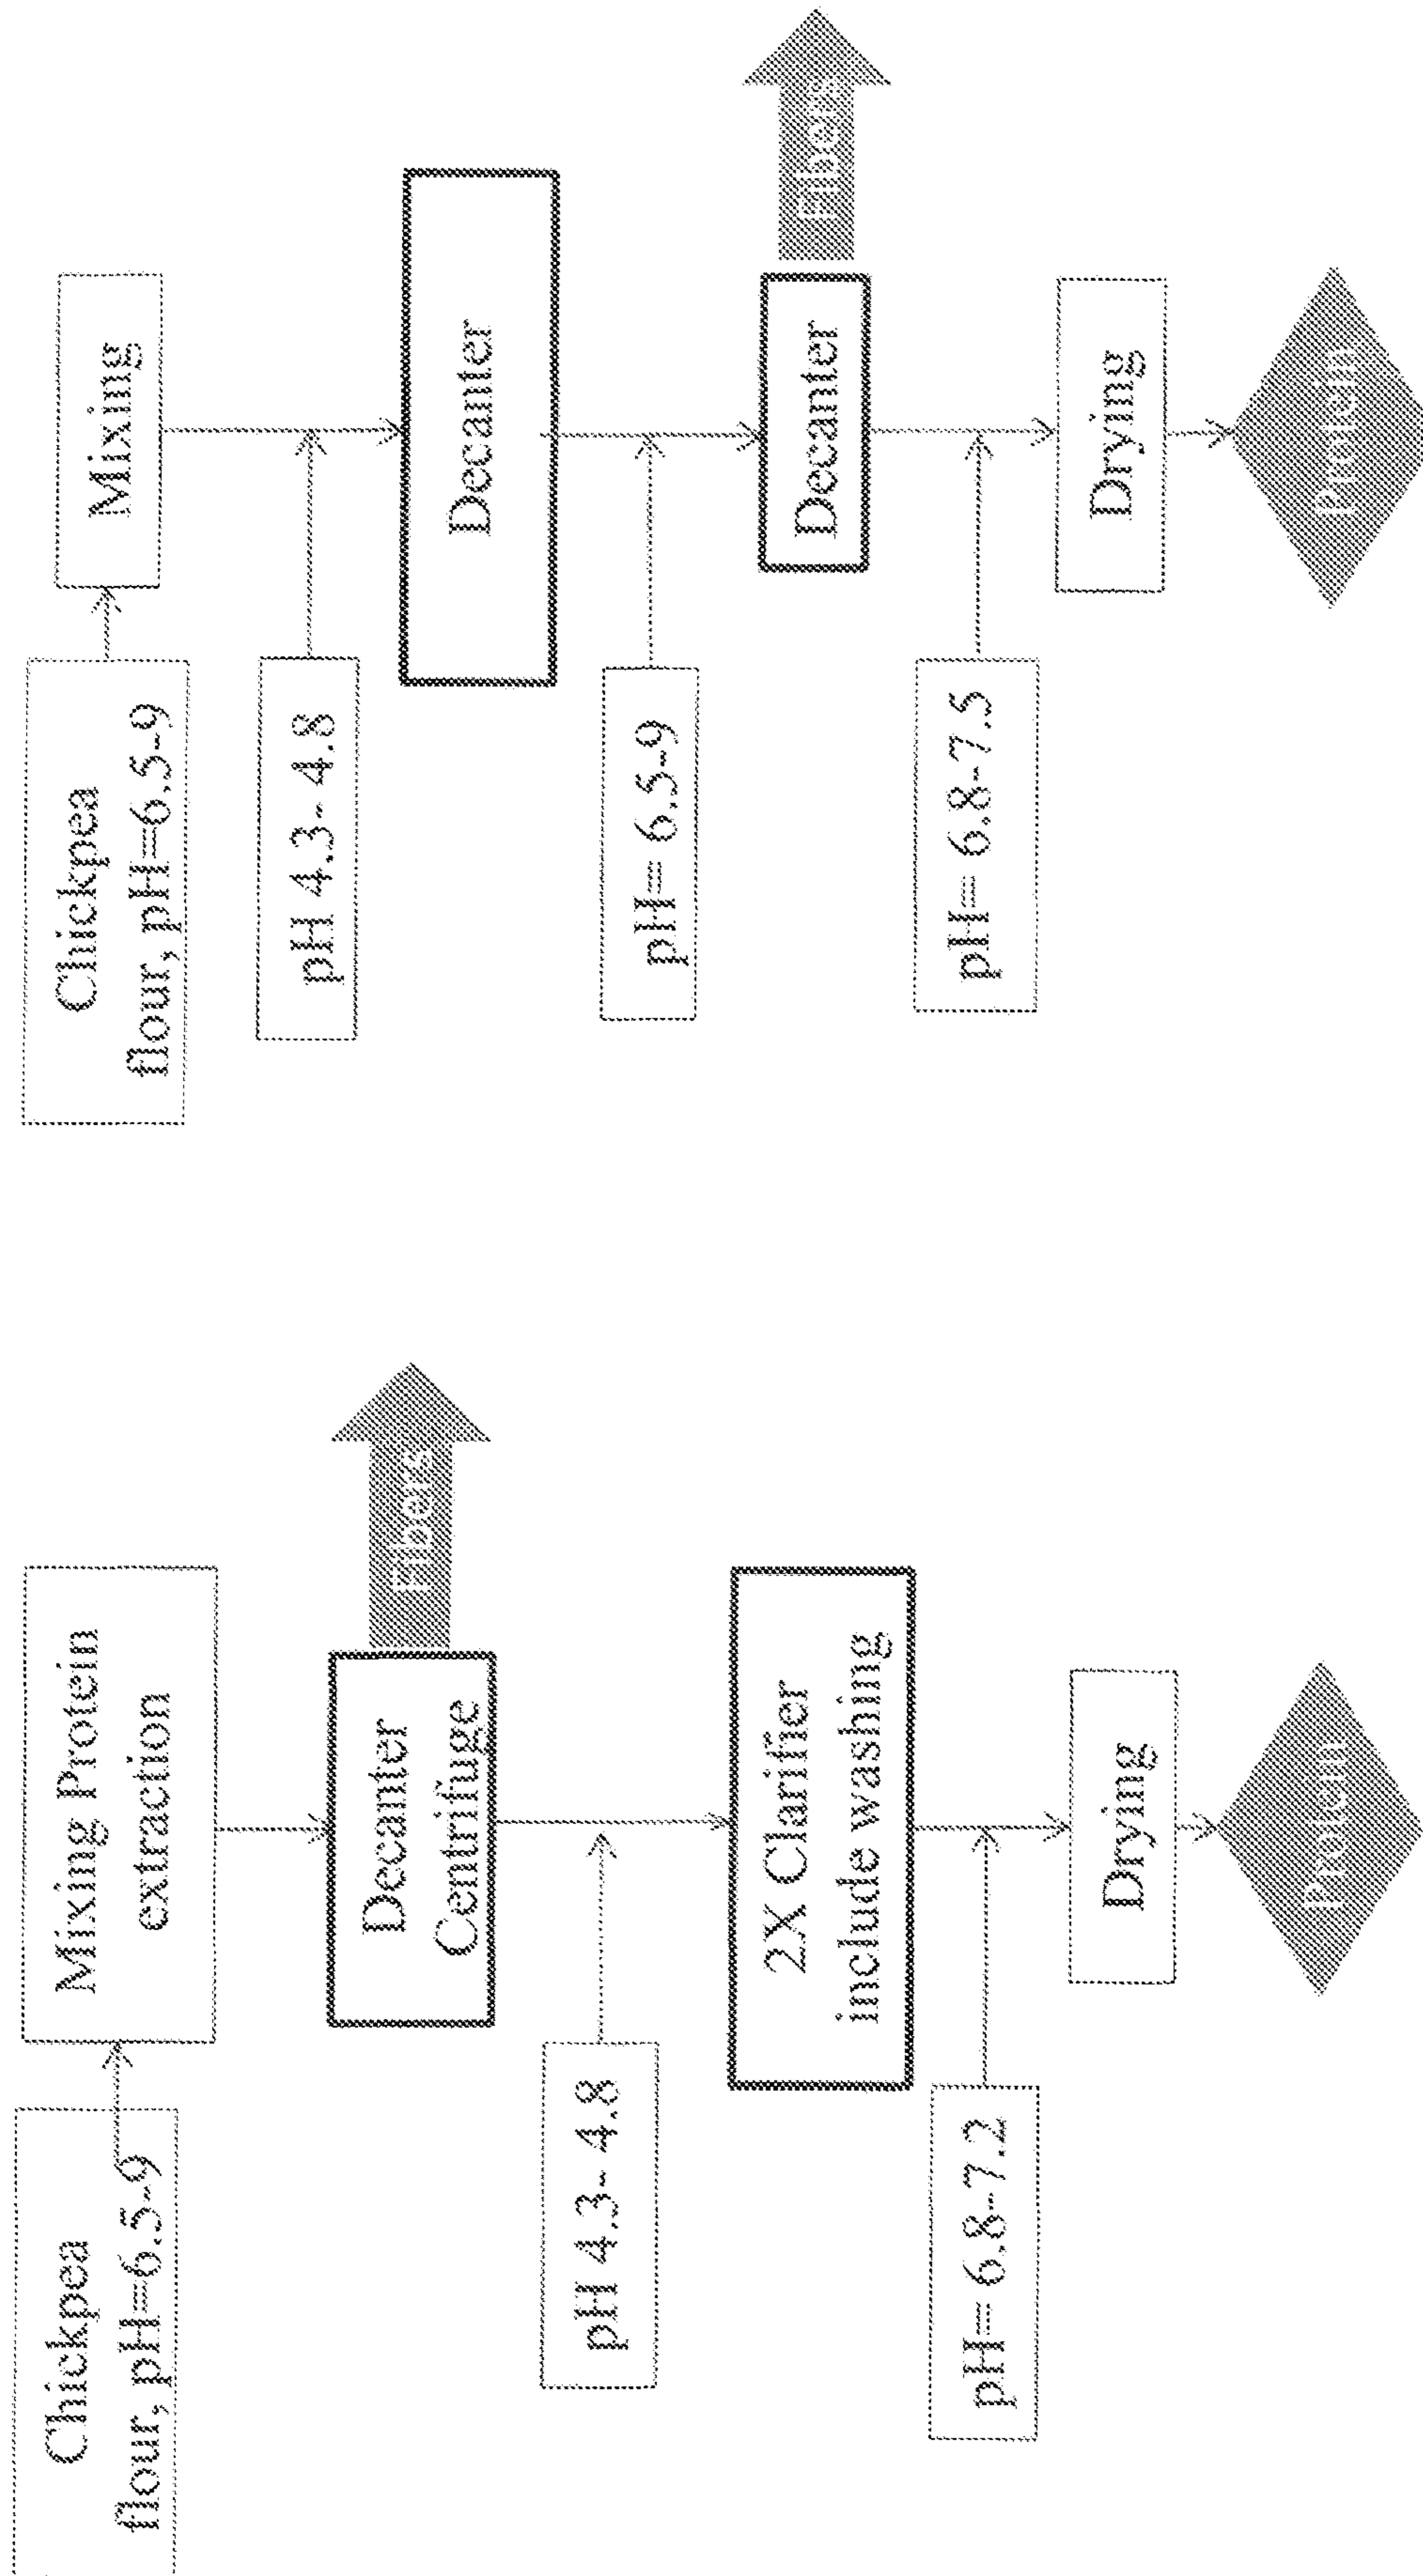 Chickpea
flour, pH=6.5-9
Mixing Protein
extraction
Decanter
Centrifuge
Fibers
pH 4.3- 4.8
2X Clarifier
include washing
pH= 6.8-7.2
Drying
Protein
Chickpea
flour, pH=6.5-9
Mixing
pH 4.3- 4.8
Decanter
pH= 6.5-9
Decanter
Fibers
pH= 6.8-7.5
Drying
Protein